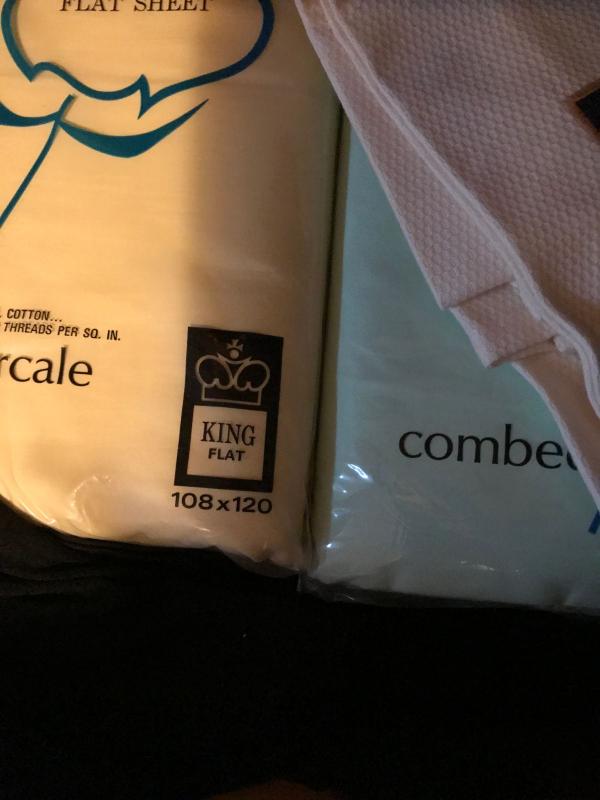 FLAT SHEET
COTTON...
THREADS PER SQ. IN.
rcale
KING
FLAT
108x120
combe